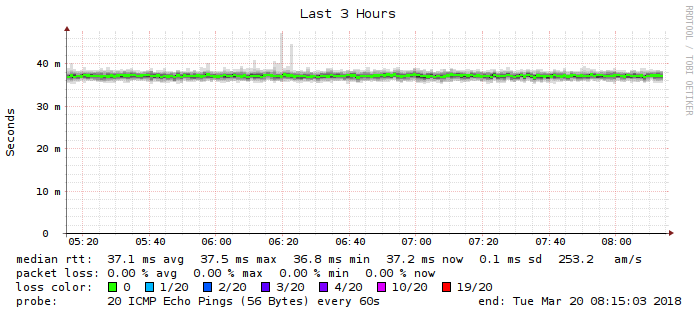 Last 3 Hours
RRDTOOL / TOBI OETIKER
Seconds
40 m
30 m
20 m
10 m
0
05:20 05:40 06:00 06:20 06:40 07:00 07:20 07:40 08:00
median rtt: 37.1 ms avg 37.5 ms max 36.8 ms min 37.2 ms now 0.1 ms sd 253.2 am/s
packet loss: 0.00 % avg 0.00 % max 0.00 % min 0.00 % now
loss color: 0 1/20 2/20 3/20 4/20 10/20 19/20
probe: 20 ICMP Echo Pings (56 Bytes) every 60s end: Tue Mar 20 08:15:03 2018